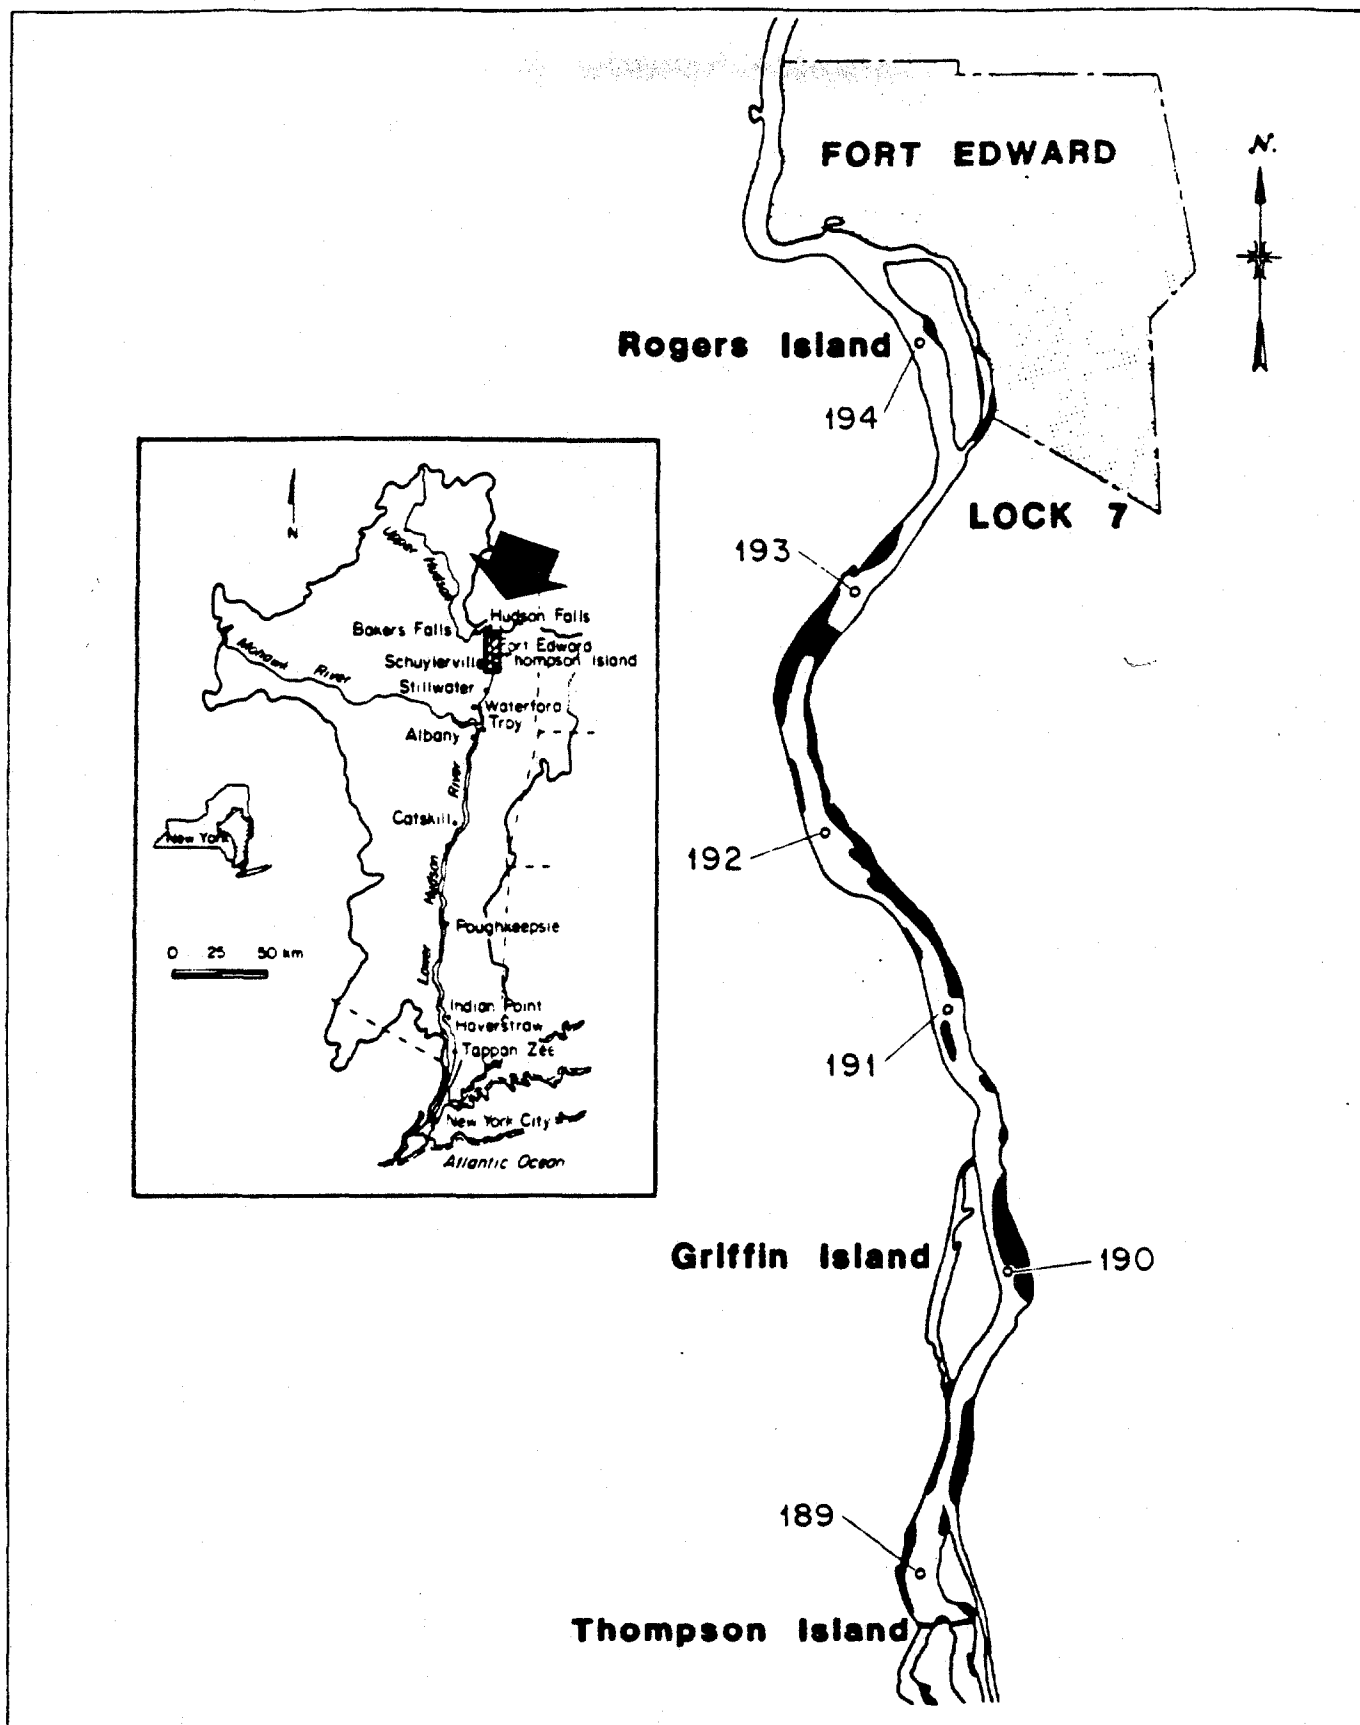 FORT EDWARD
N.
Rogers Island
194
LOCK 7
193
N
Upper Hudson
Hudson Falls
Bakers Falls
Fort Edward
Schuylerville
Thompson Island
Mohawk River
Stillwater
Waterford
Troy
Albany
River
Catskill
New York
192
Hudson
Poughkeepsie
0 25 50 km
Lower
Indian Point
Haverstraw
191
Tappan Zee
New York City
Atlantic Ocean
Griffin Island
190
189
Thompson Island